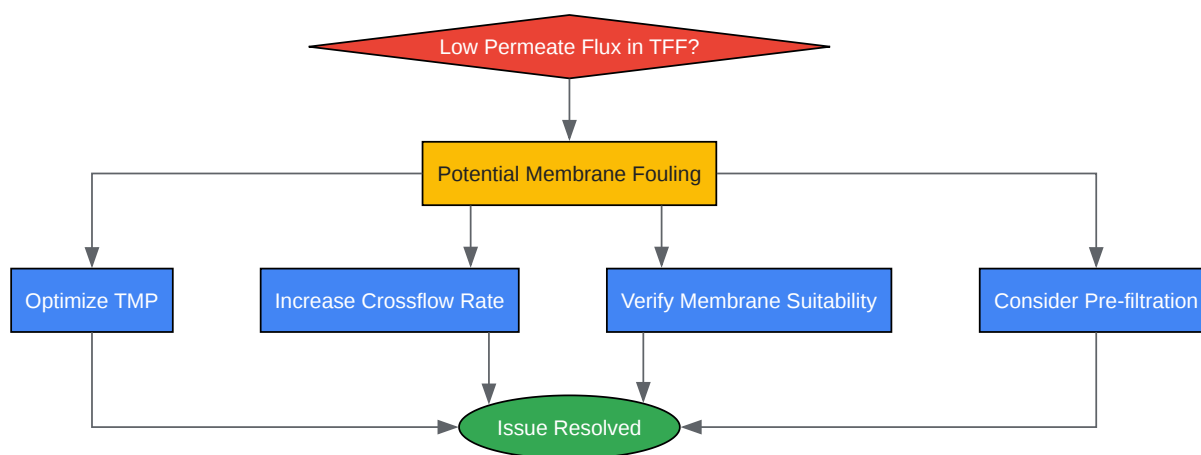 Low Permeate Flux in TFF?
Potential Membrane Fouling
Optimize TMP
Increase Crossflow Rate
Verify Membrane Suitability
Consider Pre-filtration
Issue Resolved